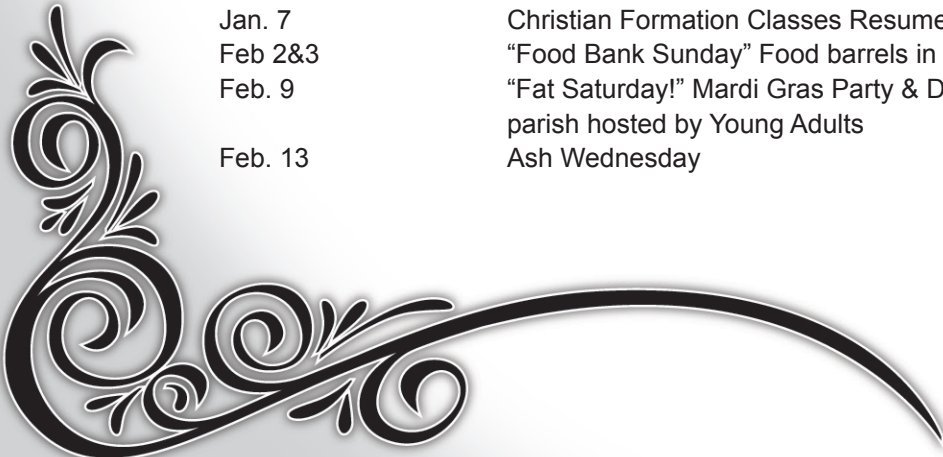 Jan. 7 Christian Formation Classes Resume
Feb 2&3 “Food Bank Sunday” Food barrels in
Feb. 9 “Fat Saturday!” Mardi Gras Party & D
parish hosted by Young Adults
Feb. 13 Ash Wednesday